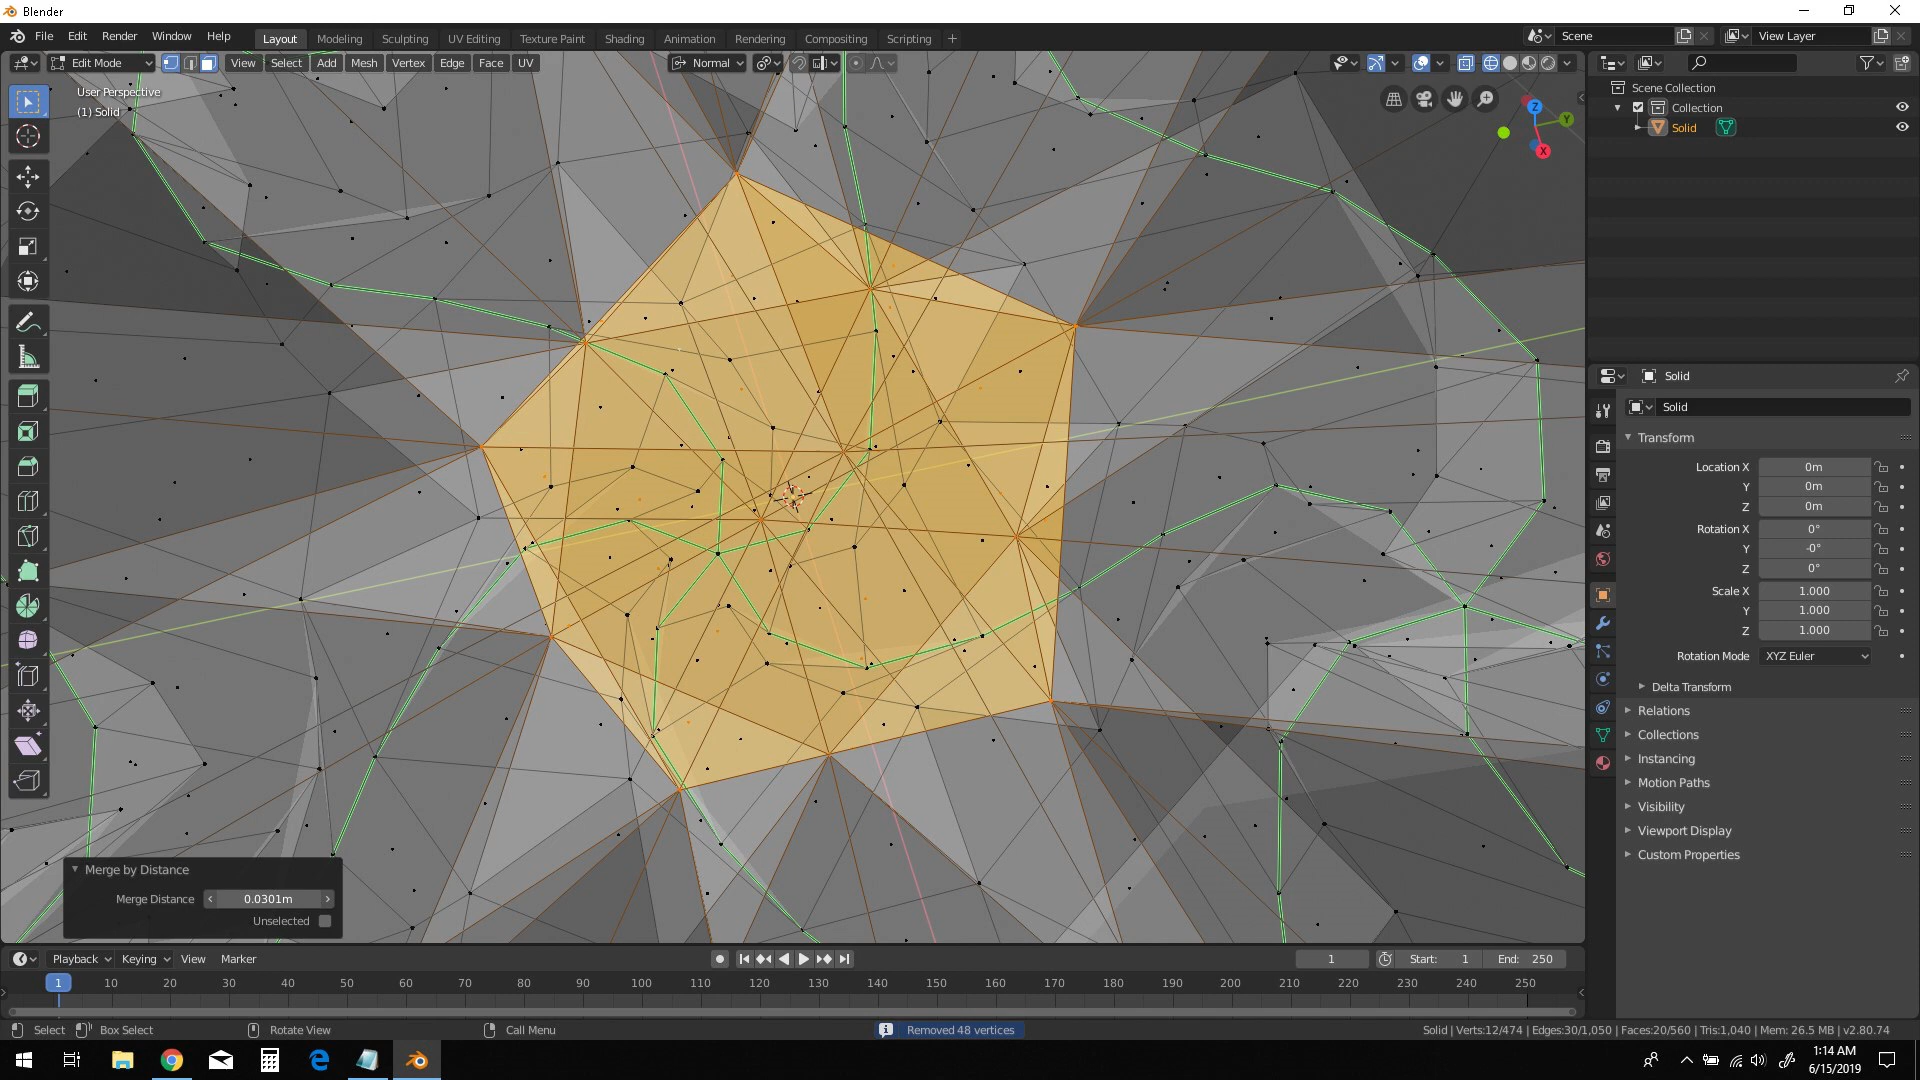 Blender
File Edit Render Window Help Layout Modeling Sculpting UV Editing Texture Paint Shading Animation Rendering Compositing Scripting + Scene View Layer
Edit Mode View Select Add Mesh Vertex Edge Face UV Normal
User Perspective
(1) Solid
Z
Y
X
Scene Collection
Collection
Solid
Solid
Solid
Transform
Location X 0m
Y 0m
Z 0m
Rotation X 0°
Y -0°
Z 0°
Scale X 1.000
Y 1.000
Z 1.000
Rotation Mode XYZ Euler
Delta Transform
Relations
Collections
Instancing
Motion Paths
Visibility
Viewport Display
Custom Properties
Merge by Distance
Merge Distance 0.0301m
Unselected
Playback Keying View Marker 1 Start: 1 End: 250
1 10 20 30 40 50 60 70 80 90 100 110 120 130 140 150 160 170 180 190 200 210 220 230 240 250
Select Box Select Rotate View Call Menu Removed 48 vertices Solid | Verts:12/474 | Edges:30/1,050 | Faces:20/560 | Tris:1,040 | Mem: 26.5 MB | v2.80.74
1:14 AM
6/15/2019